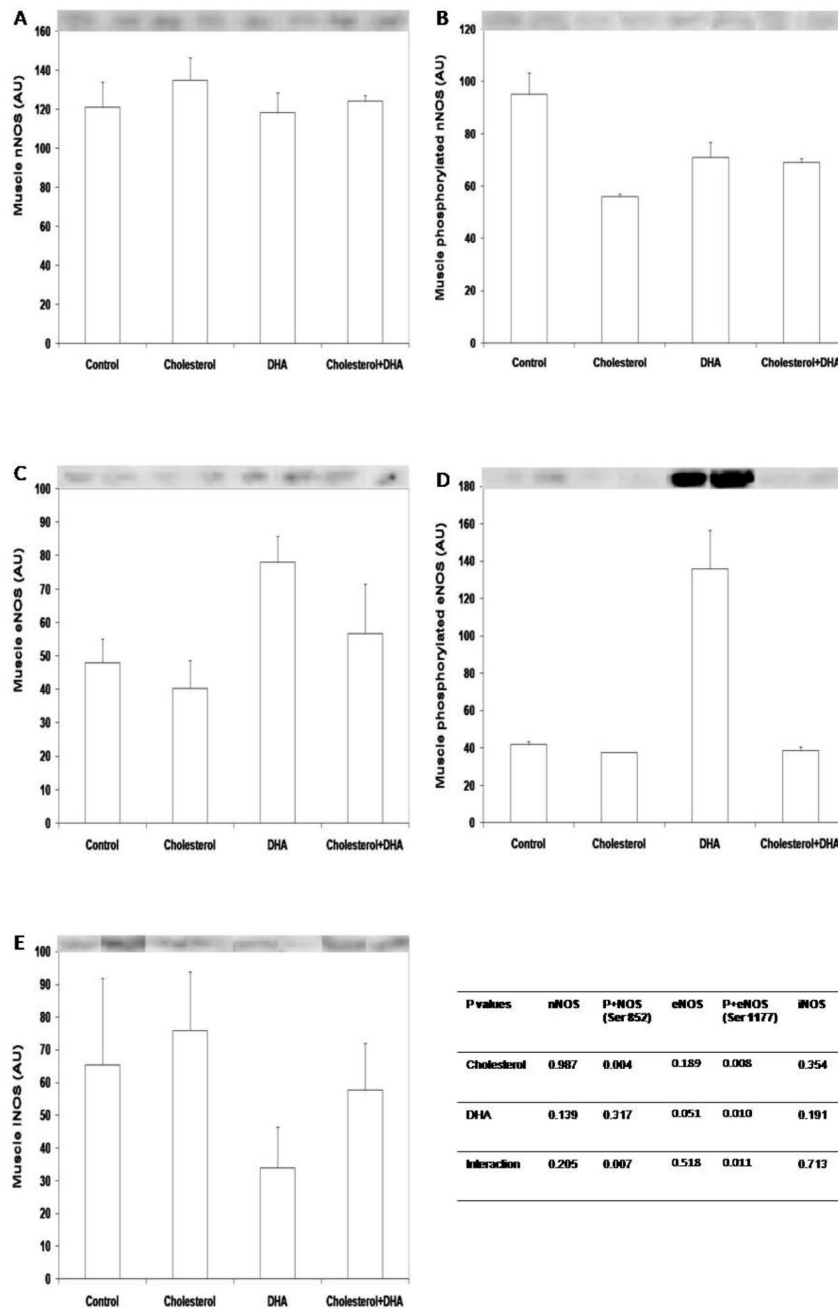 A
Muscle nNOS (AU)
160
140
120
100
80
60
40
20
0
Control Cholesterol DHA Cholesterol+DHA
B
Muscle phosphorylated nNOS (AU)
120
100
80
60
40
20
0
Control Cholesterol DHA Cholesterol+DHA
C
Muscle eNOS (AU)
100
90
80
70
60
50
40
30
20
10
0
Control Cholesterol DHA Cholesterol+DHA
D
Muscle phosphorylated eNOS (AU)
180
160
140
120
100
80
60
40
20
0
Control Cholesterol DHA Cholesterol+DHA
E
Muscle iNOS (AU)
100
90
80
70
60
50
40
30
20
10
0
Control Cholesterol DHA Cholesterol+DHA
P values nNOS P+NOS eNOS P+eNOS iNOS
(Ser 852) (Ser 1177)
Cholesterol 0.987 0.004 0.189 0.008 0.354
DHA 0.139 0.317 0.051 0.010 0.191
Interaction 0.205 0.007 0.518 0.011 0.713